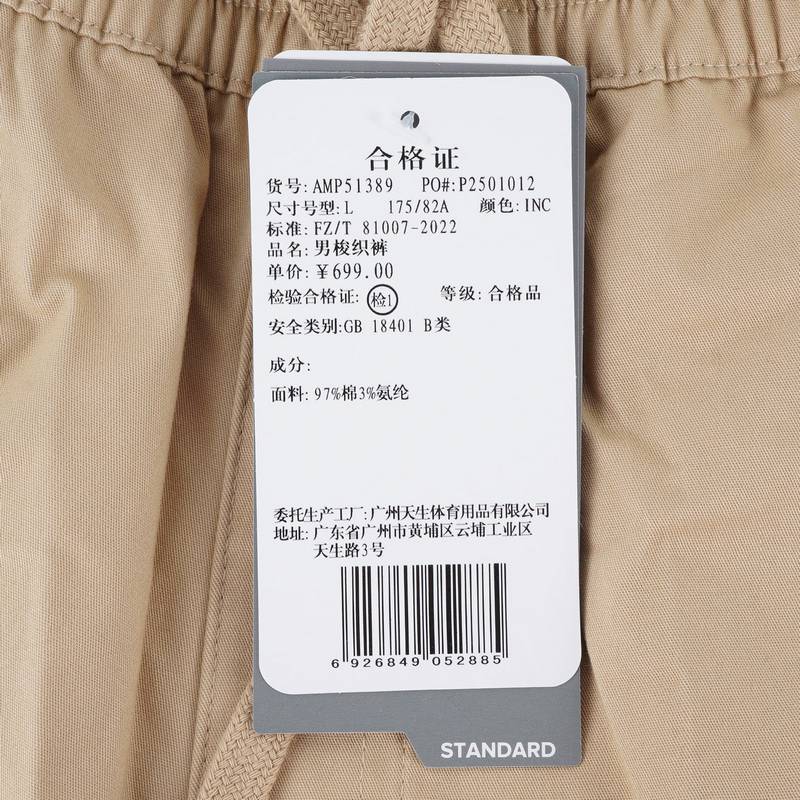 合格证
货号: AMP51389 PO#:P2501012
尺寸号型: L 175/82A 颜色: INC
标准: FZ/T 81007-2022
品名: 男梭织裤
单价: ￥699.00
检验合格证: 检1 等级: 合格品
安全类别:GB 18401 B类
成分:
面料: 97%棉3%氨纶
委托生产工厂:广州天生体育用品有限公司
地址: 广东省广州市黄埔区云埔工业区
天生路3号
6 926849 052885
STANDARD